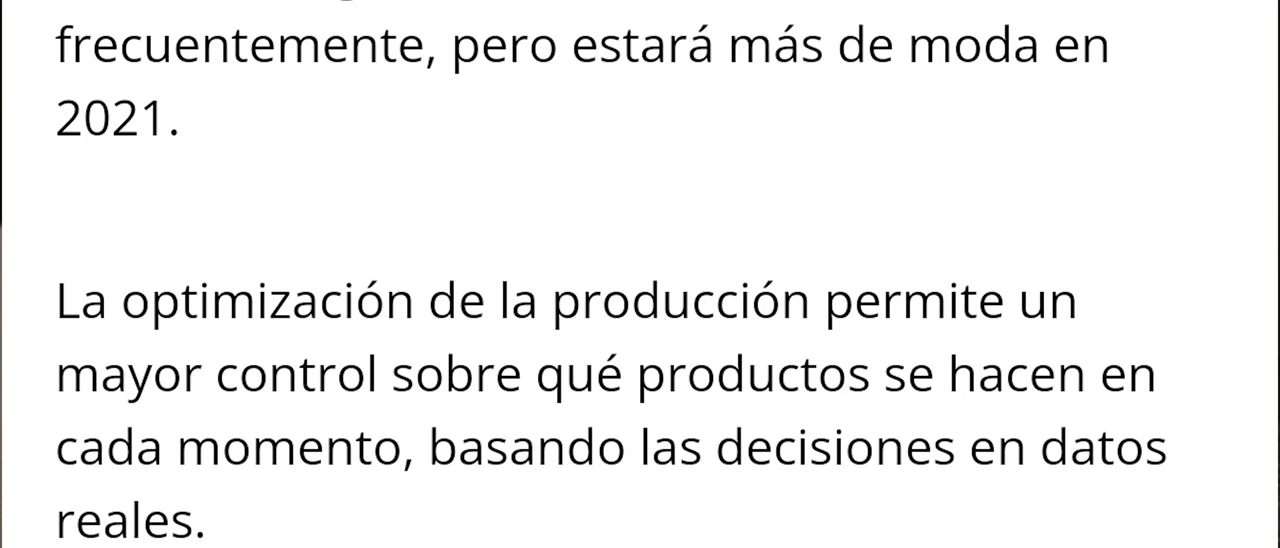 frecuentemente, pero estará más de moda en
2021.
La optimización de la producción permite un
mayor control sobre qué productos se hacen en
cada momento, basando las decisiones en datos
reales.